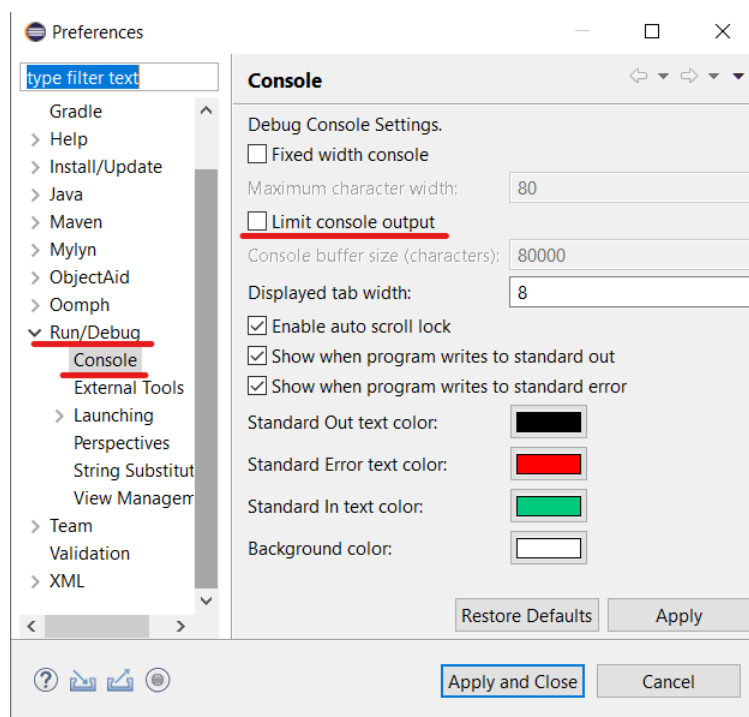 Preferences
type filter text
Gradle
Help
Install/Update
Java
Maven
Mylyn
ObjectAid
Oomph
Run/Debug
Console
External Tools
Launching
Perspectives
String Substitut
View Managem
Team
Validation
XML
Console
Debug Console Settings.
Fixed width console
Maximum character width: 80
Limit console output
Console buffer size (characters): 80000
Displayed tab width: 8
Enable auto scroll lock
Show when program writes to standard out
Show when program writes to standard error
Standard Out text color:
Standard Error text color:
Standard In text color:
Background color:
Restore Defaults Apply
? Apply and Close Cancel